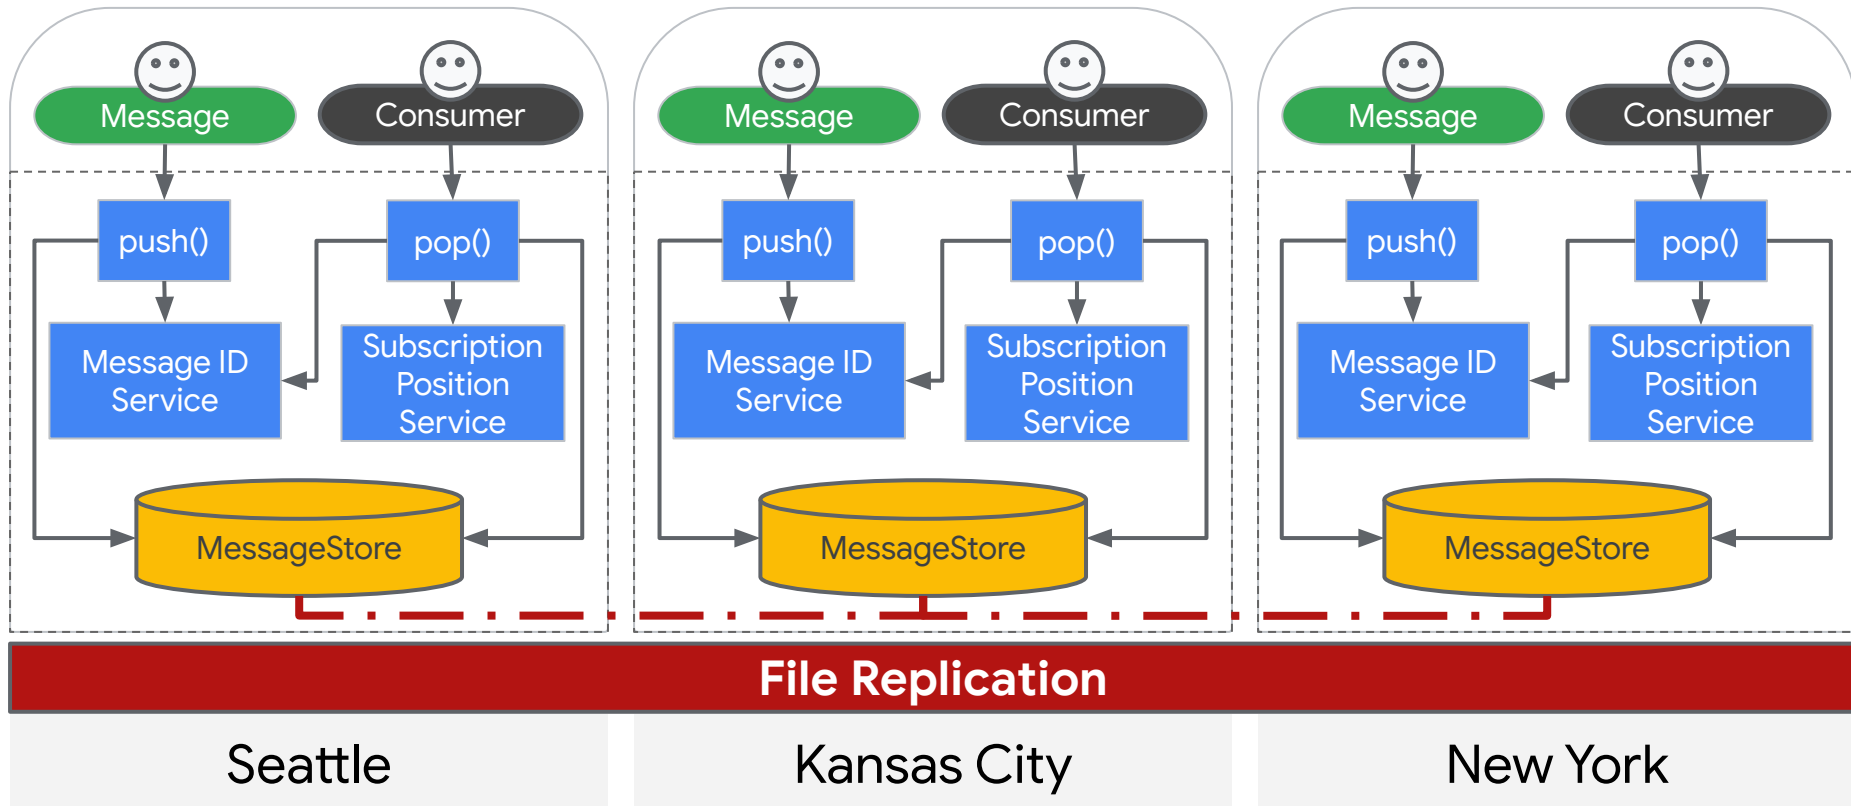 Message
Consumer
push()
pop()
Message ID
Service
Subscription
Position
Service
MessageStore
Message
Consumer
push()
pop()
Message ID
Service
Subscription
Position
Service
MessageStore
Message
Consumer
push()
pop()
Message ID
Service
Subscription
Position
Service
MessageStore
File Replication
Seattle
Kansas City
New York